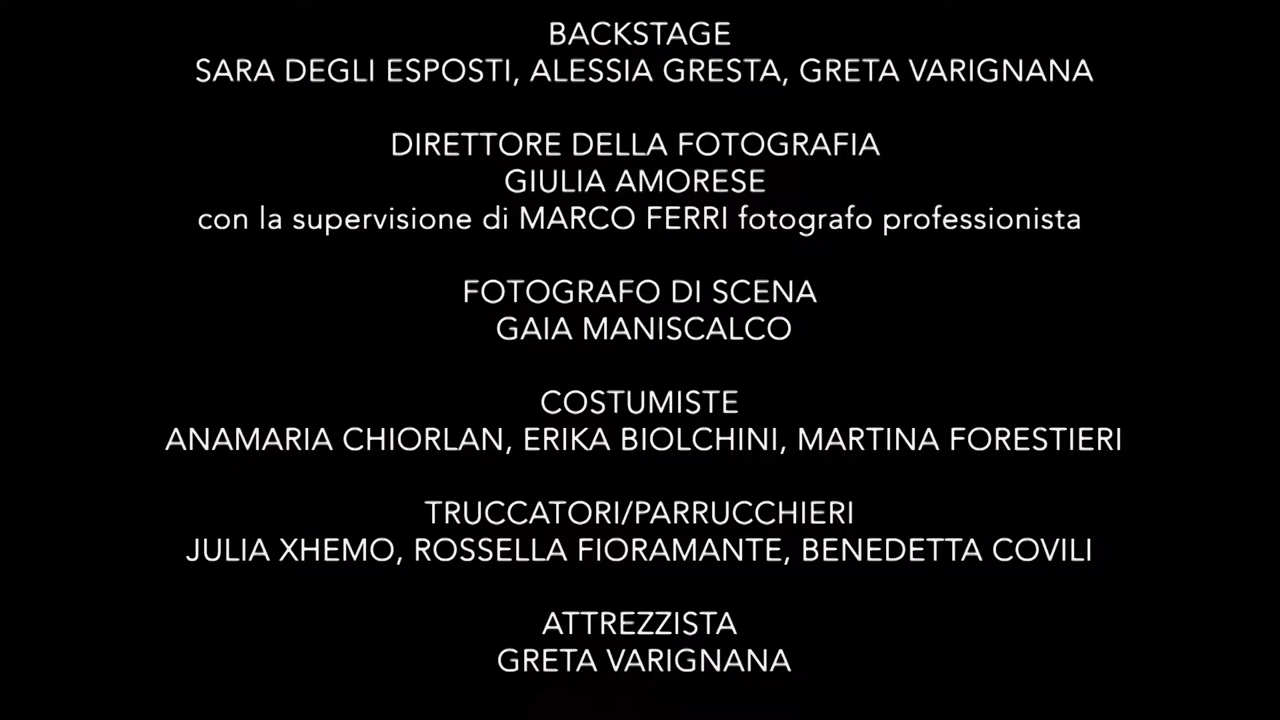 BACKSTAGE
SARA DEGLI ESPOSTI, ALESSIA GRESTA, GRETA VARIGNANA
DIRETTORE DELLA FOTOGRAFIA
GIULIA AMORESE
con la supervisione di MARCO FERRI fotografo professionista
FOTOGRAFO DI SCENA
GAIA MANISCALCO
COSTUMISTE
ANAMARIA CHIORLAN, ERIKA BIOLCHINI, MARTINA FORESTIERI
TRUCCATORI/PARRUCCHIERI
JULIA XHEMO, ROSSELLA FIORAMANTE, BENEDETTA COVILI
ATTREZZISTA
GRETA VARIGNANA